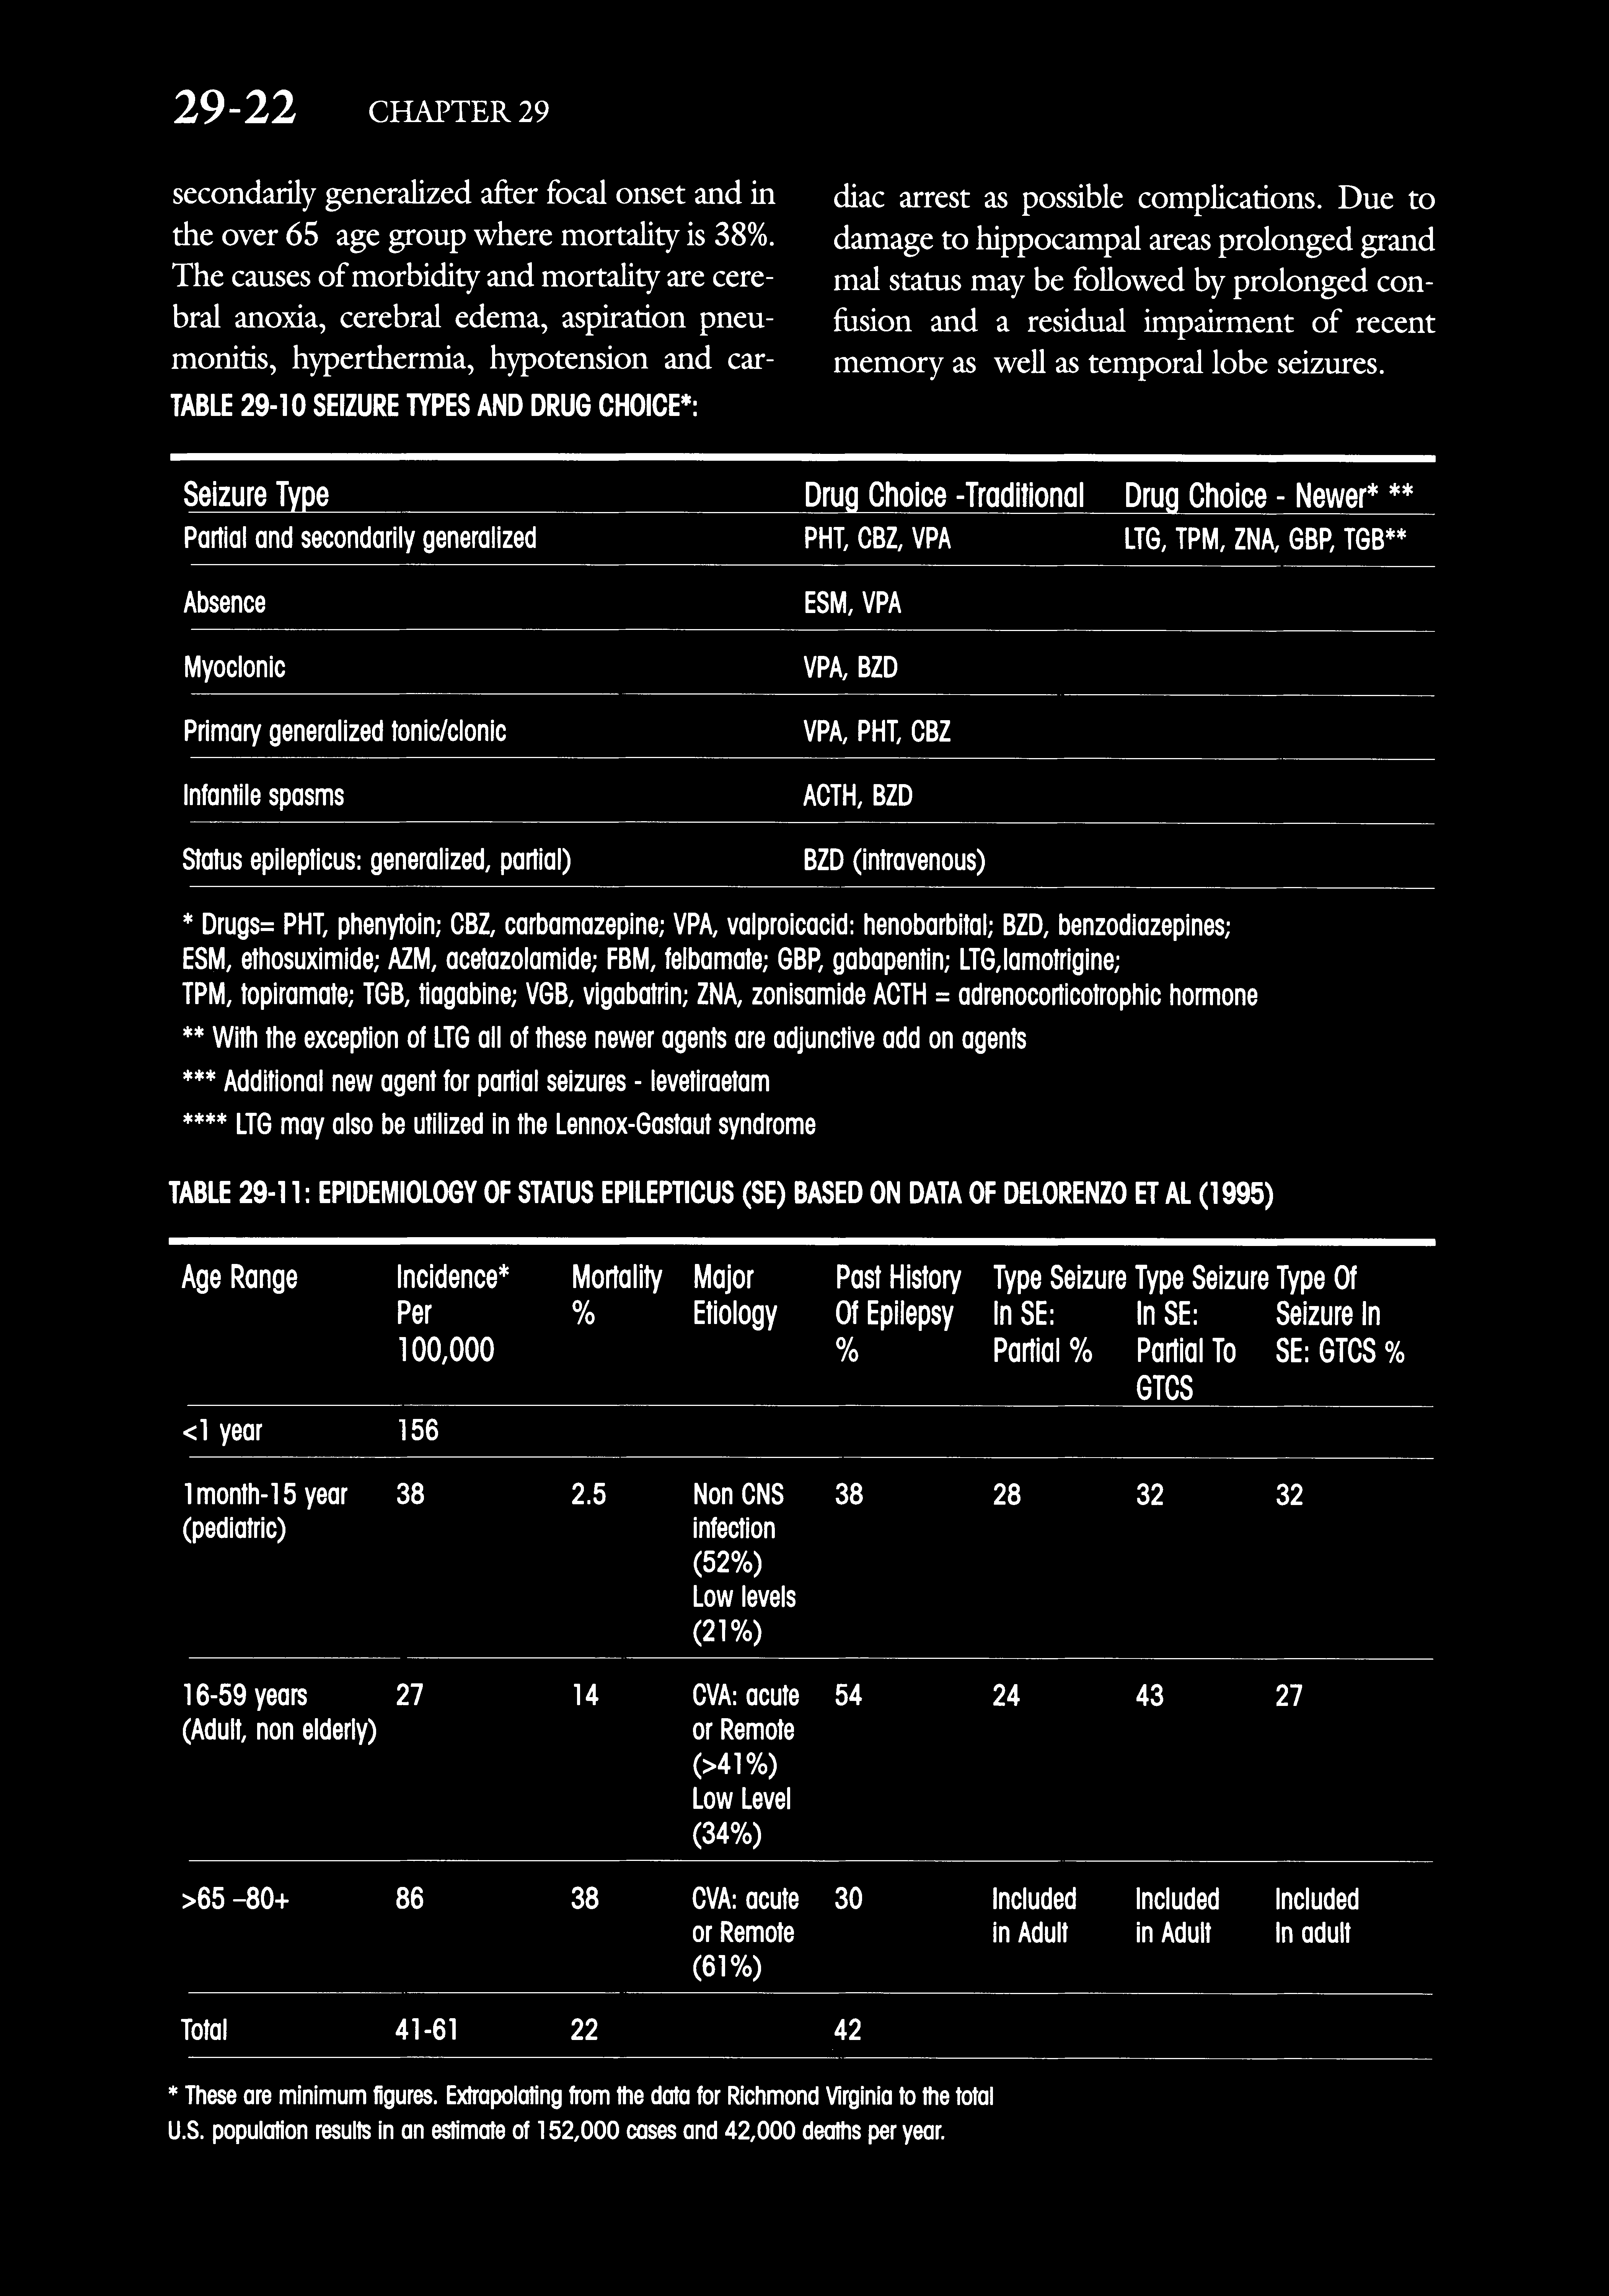 29-22 CHAPTER 29
secondarily generalized after focal onset and in
the over 65 age group where mortality is 38%.
The causes of morbidity and mortality are cere-
bral anoxia, cerebral edema, aspiration pneu-
monitis, hyperthermia, hypotension and car-
diac arrest as possible complications. Due to
damage to hippocampal areas prolonged grand
mal status may be followed by prolonged con-
fusion and a residual impairment of recent
memory as well as temporal lobe seizures.
TABLE 29-10 SEIZURE TYPES AND DRUG CHOICE*:
Seizure Type Drug Choice -Traditional Drug Choice - Newer* **
Partial and secondarily generalized PHT, CBZ, VPA LTG, TPM, ZNA, GBP, TGB**
Absence ESM, VPA
Myoclonic VPA, BZD
Primary generalized tonic/clonic VPA, PHT, CBZ
Infantile spasms ACTH, BZD
Status epilepticus: generalized, partial) BZD (intravenous)
* Drugs= PHT, phenytoin; CBZ, carbamazepine; VPA, valproicacid: henobarbital; BZD, benzodiazepines;
ESM, ethosuximide; AZM, acetazolamide; FBM, felbamate; GBP, gabapentin; LTG,lamotrigine;
TPM, topiramate; TGB, tiagabine; VGB, vigabatrin; ZNA, zonisamide ACTH = adrenocorticotrophic hormone
** With the exception of LTG all of these newer agents are adjunctive add on agents
*** Additional new agent for partial seizures - levetiraetam
**** LTG may also be utilized in the Lennox-Gastaut syndrome
TABLE 29-11: EPIDEMIOLOGY OF STATUS EPILEPTICUS (SE) BASED ON DATA OF DELORENZO ET AL (1995)
Age Range Incidence* Mortality Major Past History Type Seizure Type Seizure Type Of
Per % Etiology Of Epilepsy In SE: In SE: Seizure In
100,000 % Partial % Partial To SE: GTCS %
GTCS
<1 year 156
1month-15 year 38 2.5 Non CNS 38 28 32 32
(pediatric) infection
(52%)
Low levels
(21%)
16-59 years 27 14 CVA: acute 54 24 43 27
(Adult, non elderly) or Remote
(>41%)
Low Level
(34%)
>65 -80+ 86 38 CVA: acute 30 Included Included Included
or Remote in Adult in Adult In adult
(61%)
Total 41-61 22 42
* These are minimum figures. Extrapolating from the data for Richmond Virginia to the total
U.S. population results in an estimate of 152,000 cases and 42,000 deaths per year.